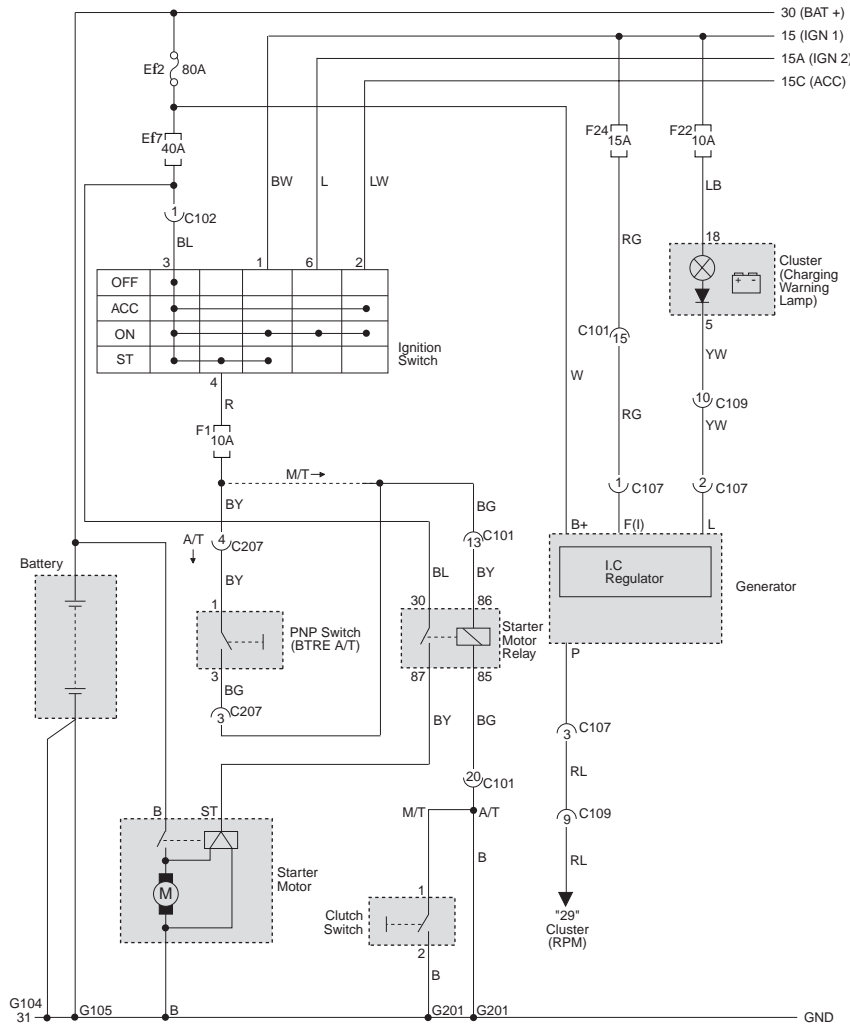 30 (BAT +)
15 (IGN 1)
15A (IGN 2)
15C (ACC)
Ef2 80A
Ef7
40A
F24
15A
F22
10A
BW
L
LW
LB
1
C102
BL
RG
18
Cluster
(Charging
Warning
Lamp)
+ -
3
1
6
2
OFF
ACC
ON
ST
Ignition
Switch
5
C101
15
YW
W
4
R
10
C109
RG
YW
F1
10A
M/T
1
C107
2
C107
BY
BG
A/T
4
C207
13
C101
B+
F(I)
L
I.C
Regulator
Generator
Battery
BY
BL
BY
1
PNP Switch
(BTRE A/T)
30
86
Starter
Motor
Relay
3
87
85
P
BG
3
C207
BY
BG
3
C107
RL
20
C101
B
ST
M/T
A/T
9
C109
RL
Starter
Motor
M
B
1
Clutch
Switch
2
"29"
Cluster
(RPM)
B
G104
31
G105
B
G201
G201
GND